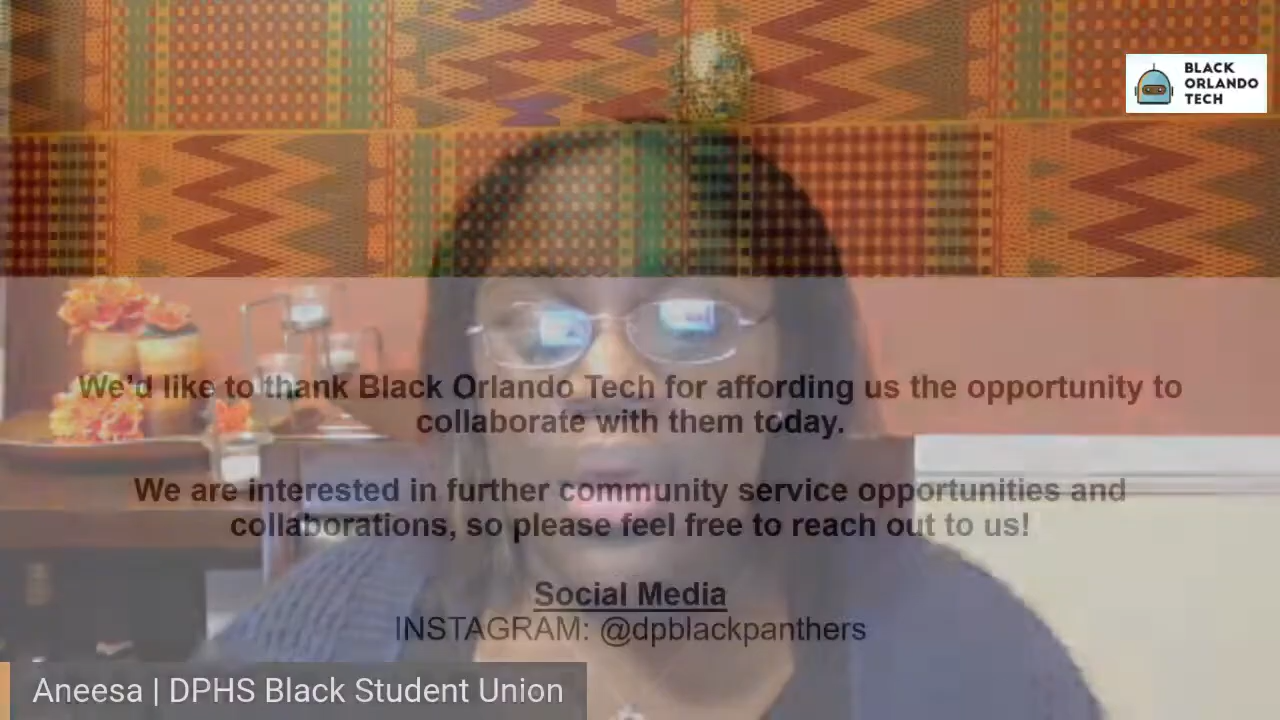 BLACK
ORLANDO
TECH
We'd like to thank Black Orlando Tech for affording us the opportunity to
collaborate with them today.
We are interested in further community service opportunities and
collaborations, so please feel free to reach out to us!
Social Media
INSTAGRAM: @dpblackpanthers
Aneesa | DPHS Black Student Union